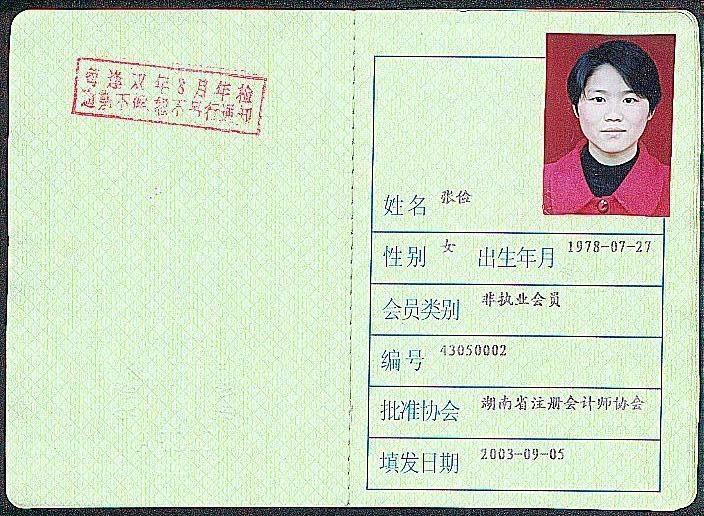 每逢双年8月年检
逾期不候 恕不另行通知
姓名 张俭
性别 女 出生年月 1978-07-27
会员类别 非执业会员
编号 43050002
批准协会 湖南省注册会计师协会
填发日期 2003-09-05